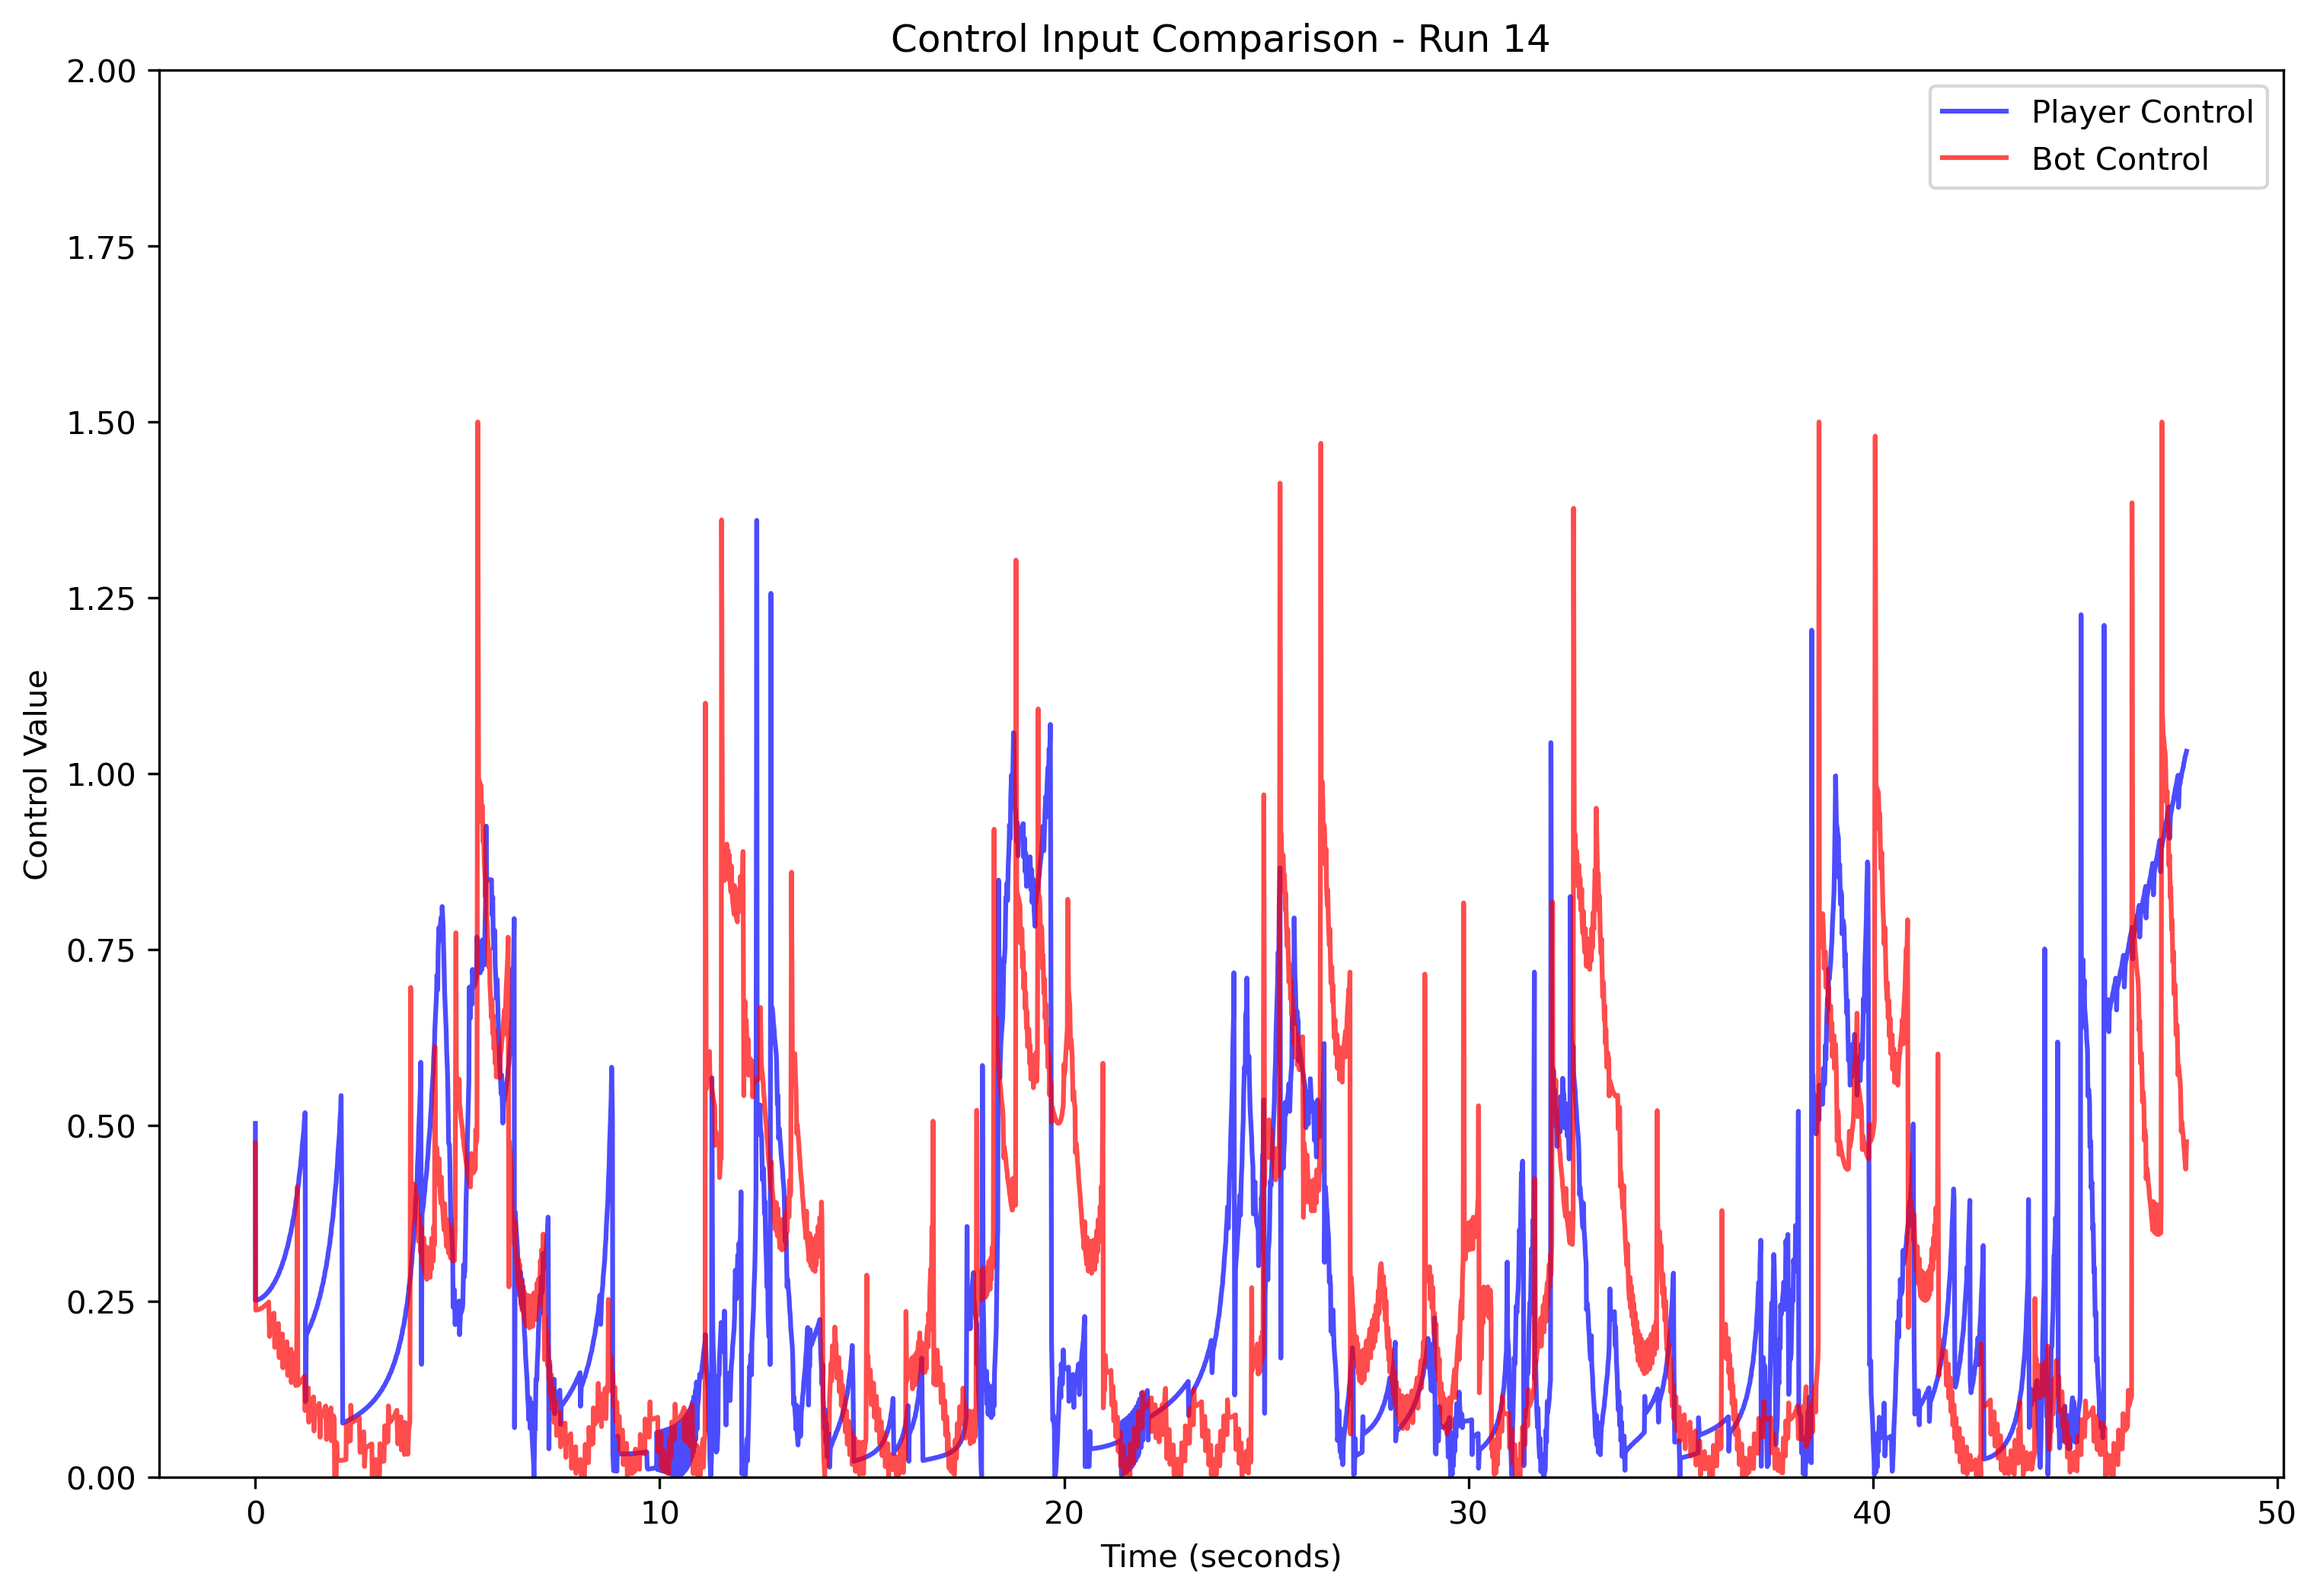 Control Input Comparison - Run 14
2.00
1.75
1.50
1.25
1.00
0.75
0.50
0.25
0.00
Control Value
Player Control
Bot Control
0 10 20 30 40 50
Time (seconds)